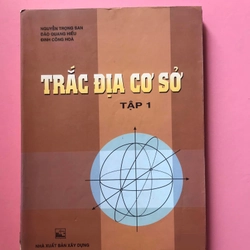 NGUYỄN TRỌNG SAN
ĐÀO QUANG HIẾU
ĐINH CÔNG HOÀ
TRẮC ĐỊA CƠ SỞ
TẬP 1
NHÀ XUẤT BẢN XÂY DỰNG